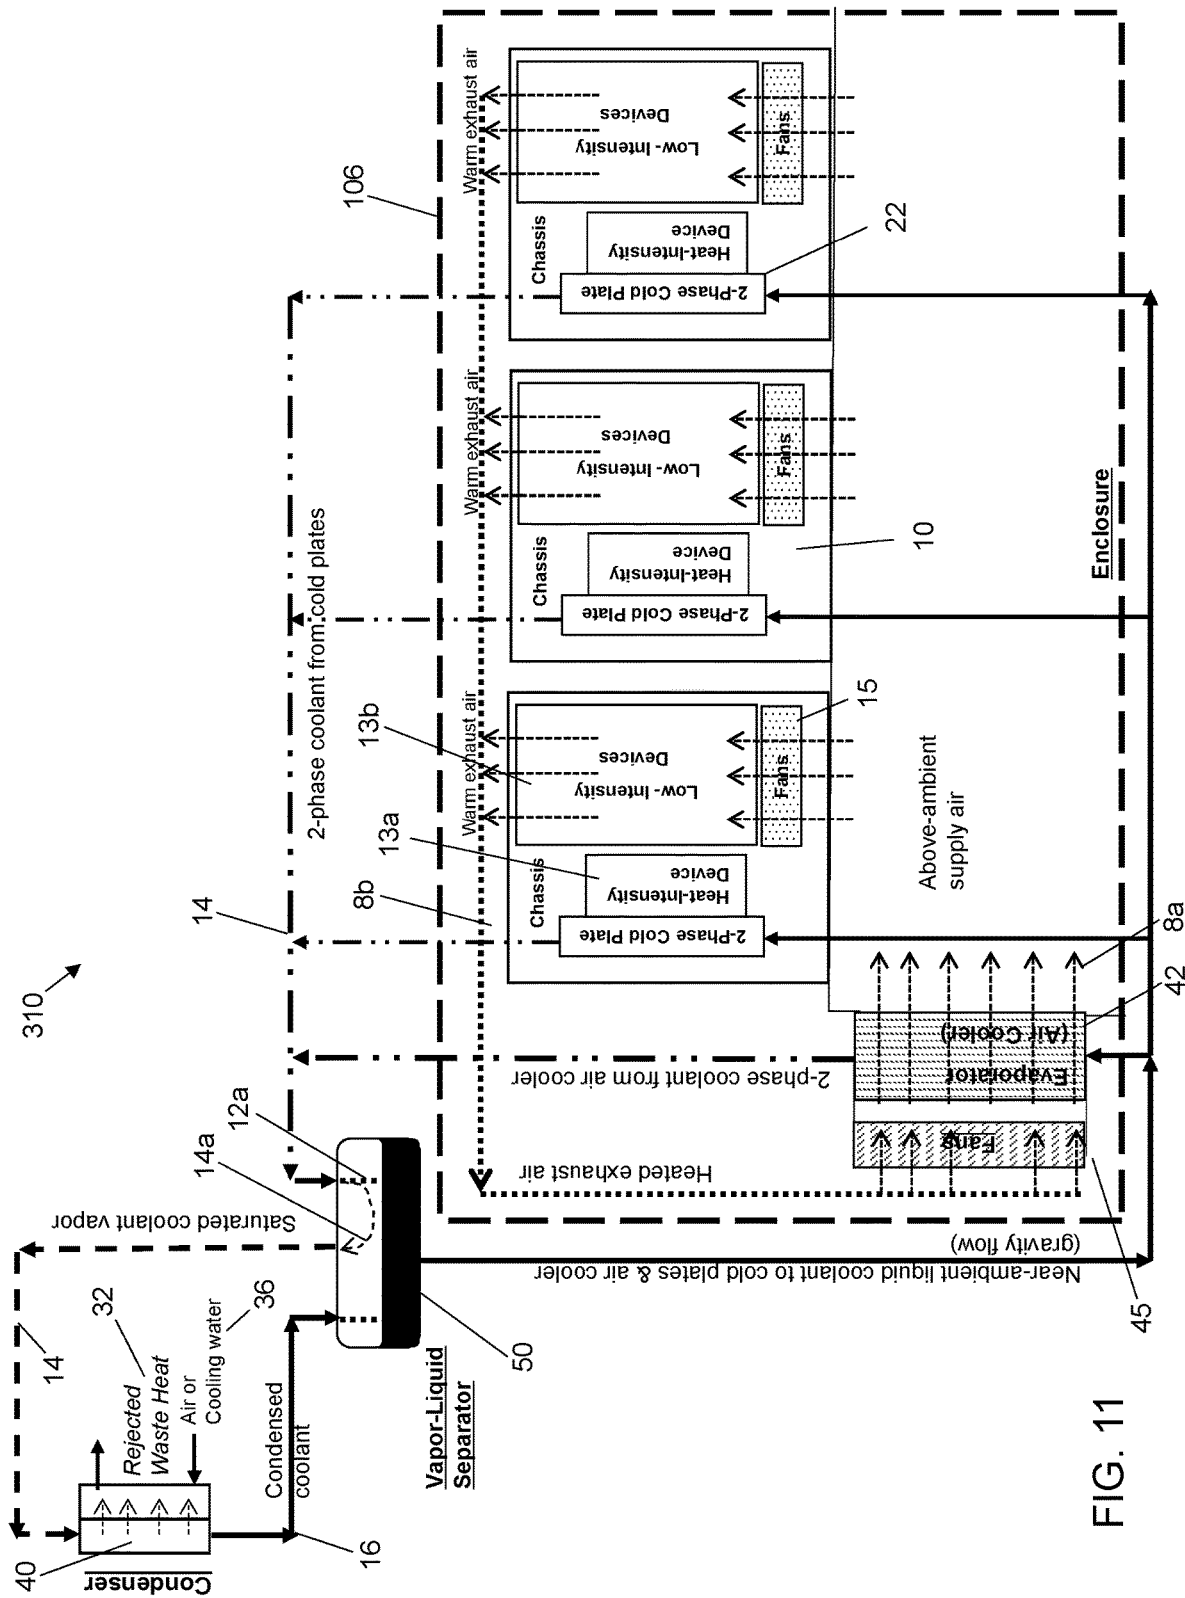 310
14
32
Rejected
Waste Heat
Air or
Cooling water
36
40
Condenser
16
Condensed
coolant
14
Saturated coolant vapor
14a
12a
Vapor-Liquid
Separator
50
2-phase coolant from cold plates
106
Near-ambient liquid coolant to cold plates & air cooler
(gravity flow)
Heated exhaust air
2-phase coolant from air cooler
Fans
Evaporator
(Air Cooler)
45
42
8a
8b
Above-ambient
supply air
Warm exhaust air
Chassis
2-Phase Cold Plate
Heat-Intensity
Device
13a
Low- Intensity
Devices
13b
Fans
15
Warm exhaust air
Chassis
2-Phase Cold Plate
Heat-Intensity
Device
Low- Intensity
Devices
Fans
10
Warm exhaust air
Chassis
2-Phase Cold Plate
Heat-Intensity
Device
Low- Intensity
Devices
Fans
22
Enclosure
FIG. 11